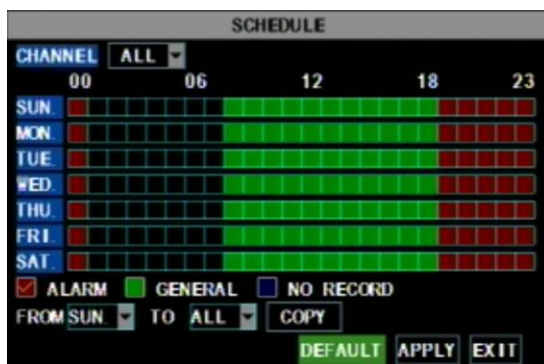 SCHEDULE
CHANNEL ALL
00 06 12 18 23
SUN.
MON.
TUE.
WED.
THU.
FRI.
SAT.
ALARM GENERAL NO RECORD
FROM SUN. TO ALL COPY
DEFAULT APPLY EXIT